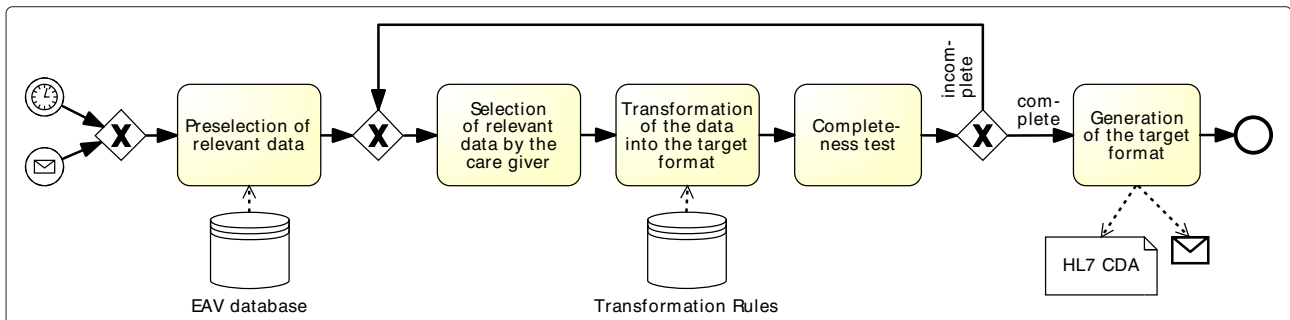 Preselection of
relevant data
EAV database
Selection
of relevant
data by the
care giver
Transformation
of the data
into the target
format
Transformation Rules
Complete-
ness test
incom-
plete
com-
plete
Generation
of the target
format
HL7 CDA